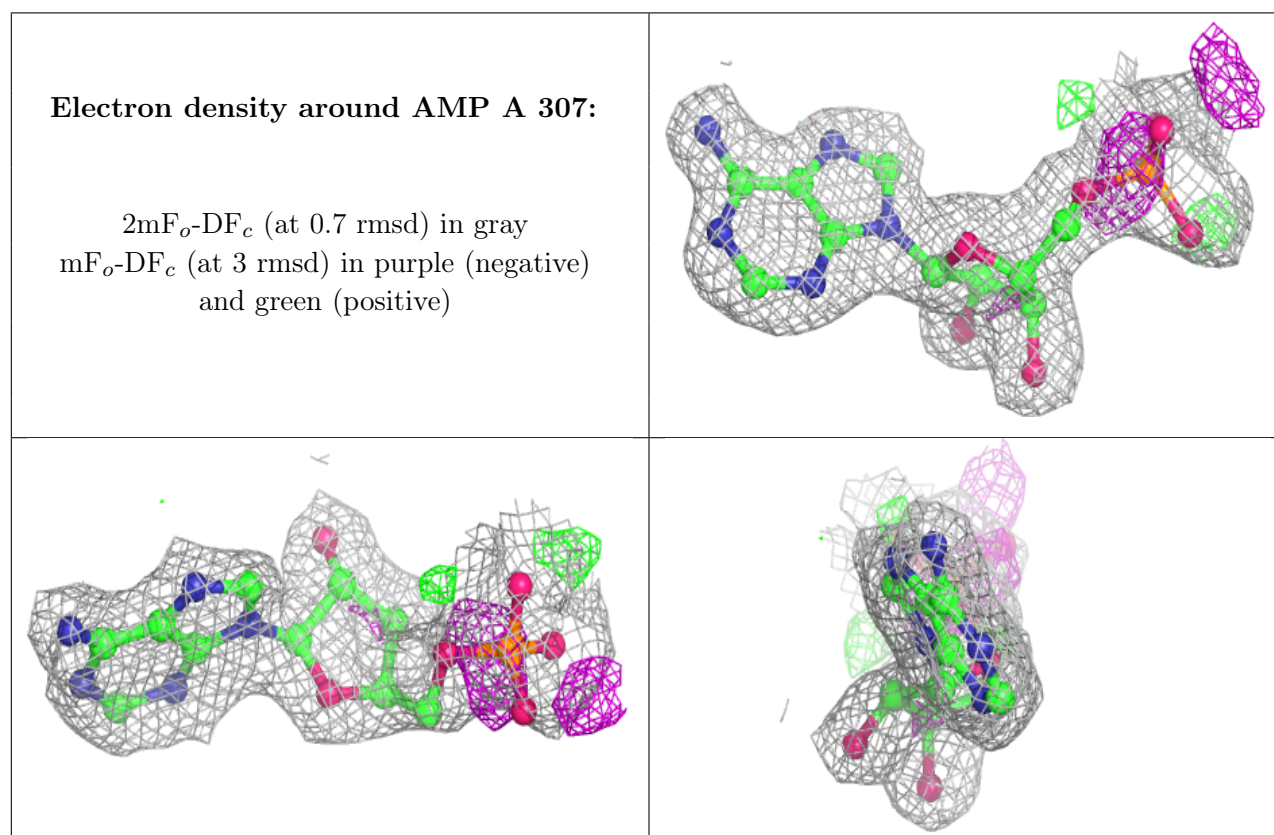 Electron density around AMP A 307:
2mFo-DFc (at 0.7 rmsd) in gray
mFo-DFc (at 3 rmsd) in purple (negative)
and green (positive)